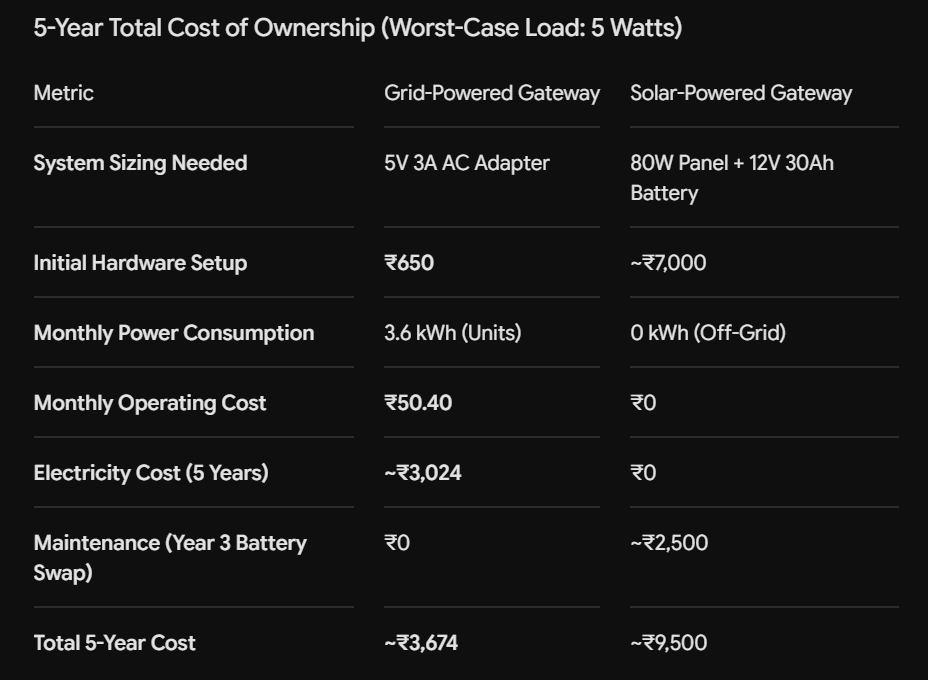 5-Year Total Cost of Ownership (Worst-Case Load: 5 Watts)
Metric Grid-Powered Gateway Solar-Powered Gateway
System Sizing Needed 5V 3A AC Adapter 80W Panel + 12V 30Ah
Battery
Initial Hardware Setup ₹650 ~₹7,000
Monthly Power Consumption 3.6 kWh (Units) 0 kWh (Off-Grid)
Monthly Operating Cost ₹50.40 ₹0
Electricity Cost (5 Years) ~₹3,024 ₹0
Maintenance (Year 3 Battery ₹0 ~₹2,500
Swap)
Total 5-Year Cost ~₹3,674 ~₹9,500